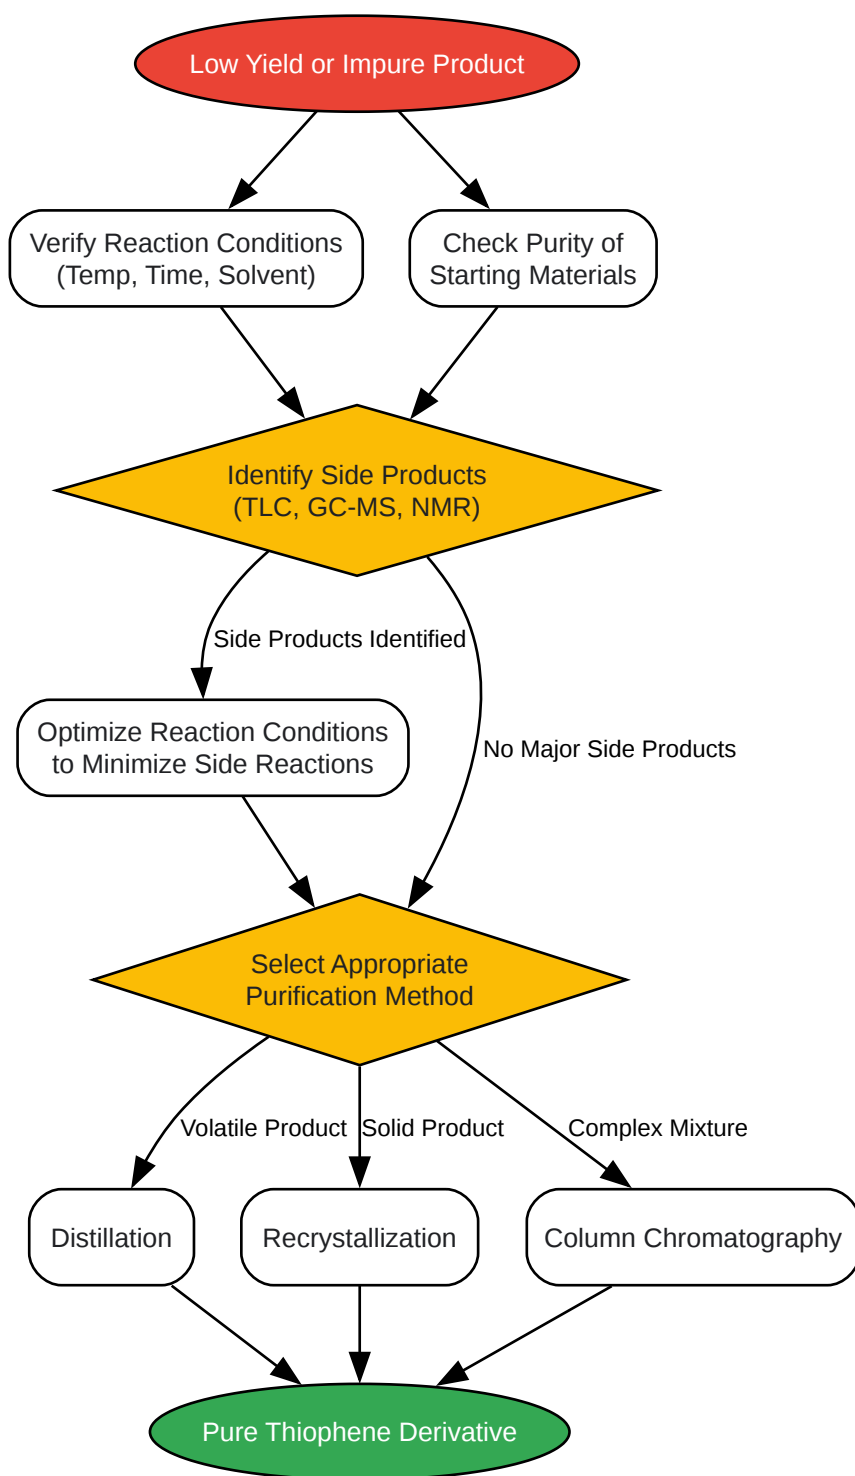 Low Yield or Impure Product
Verify Reaction Conditions
(Temp, Time, Solvent)
Check Purity of
Starting Materials
Identify Side Products
(TLC, GC-MS, NMR)
Side Products Identified
Optimize Reaction Conditions
to Minimize Side Reactions
No Major Side Products
Select Appropriate
Purification Method
Volatile Product
Solid Product
Complex Mixture
Distillation
Recrystallization
Column Chromatography
Pure Thiophene Derivative